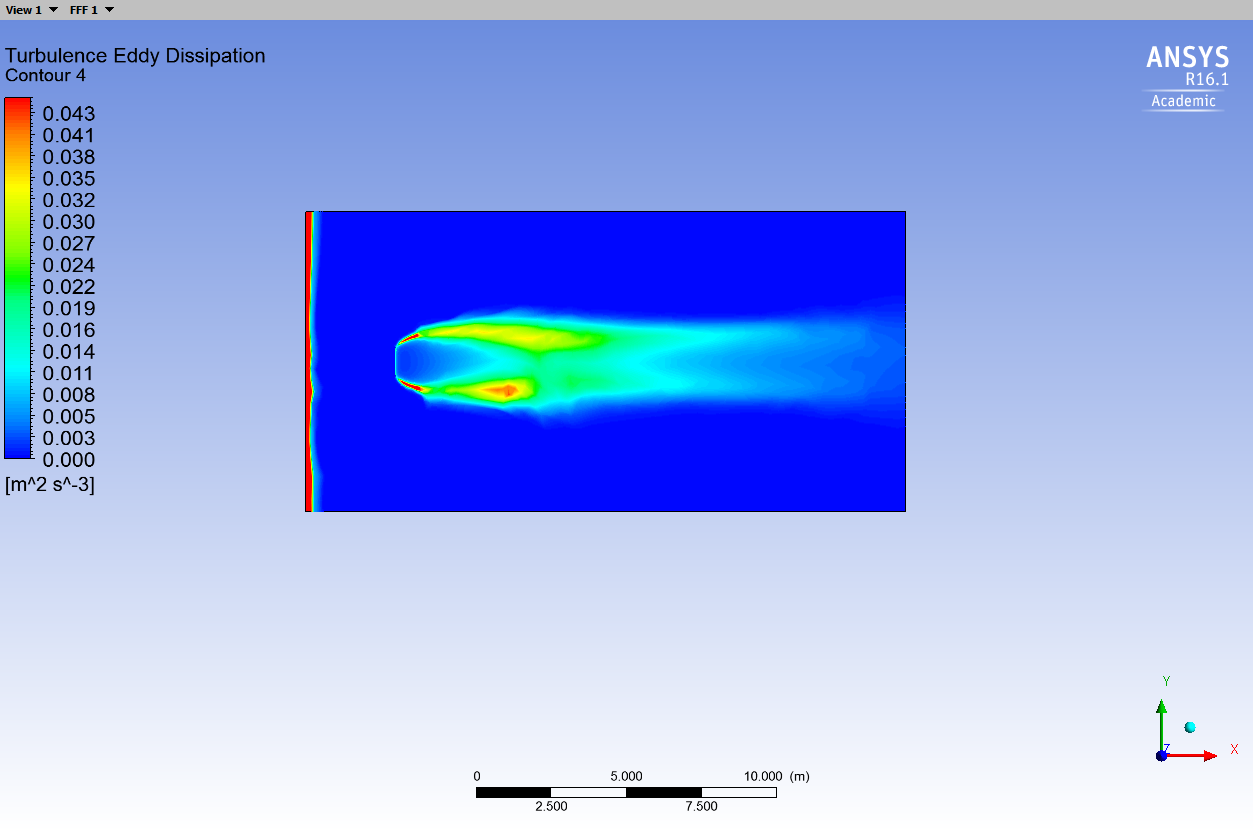 View 1 FFF 1
Turbulence Eddy Dissipation
Contour 4
ANSYS
R16.1
Academic
0.043
0.041
0.038
0.035
0.032
0.030
0.027
0.024
0.022
0.019
0.016
0.014
0.011
0.008
0.005
0.003
0.000
[m^2 s^-3]
Y
Z
X
0 5.000 10.000 (m)
2.500 7.500